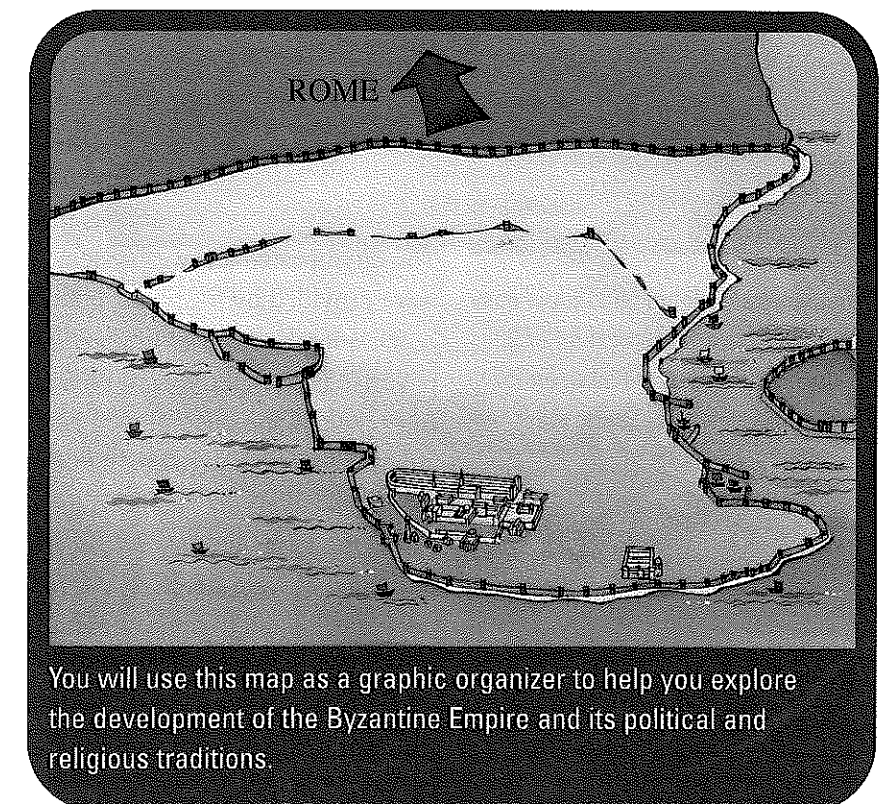 ROME
You will use this map as a graphic organizer to help you explore
the development of the Byzantine Empire and its political and
religious traditions.